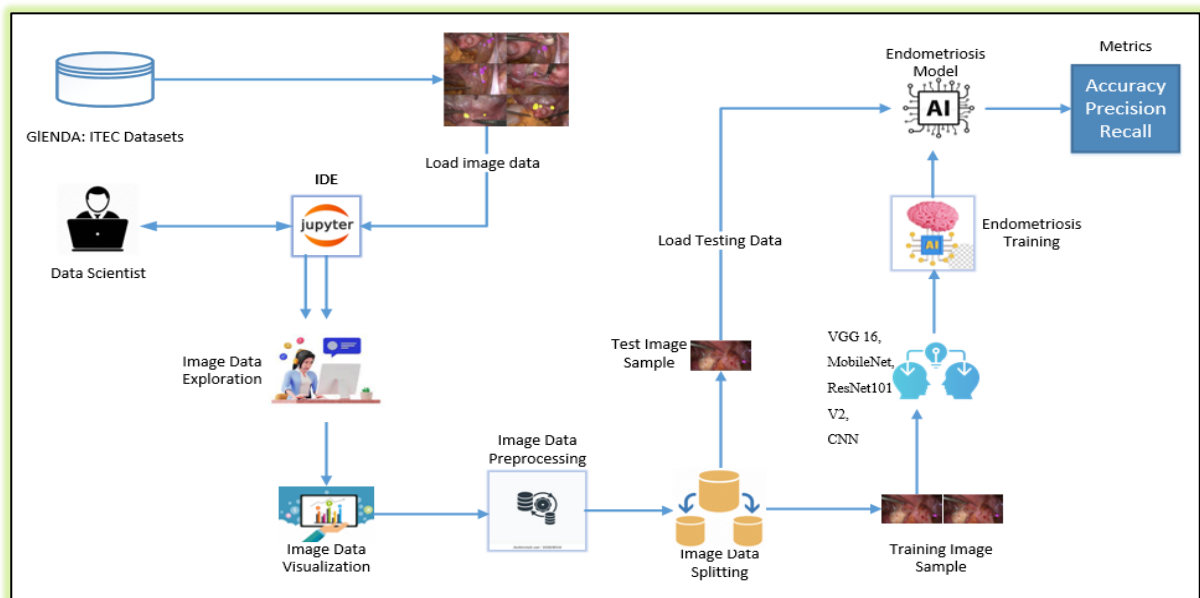 GlENDA: ITEC Datasets
Load image data
IDE
jupyter
Data Scientist
Image Data
Exploration
Image Data
Visualization
Image Data
Preprocessing
Image Data
Splitting
Test Image
Sample
Load Testing Data
Training Image
Sample
VGG 16,
MobileNet,
ResNet101
V2,
CNN
AI
Endometriosis
Training
Endometriosis
Model
AI
Metrics
Accuracy
Precision
Recall